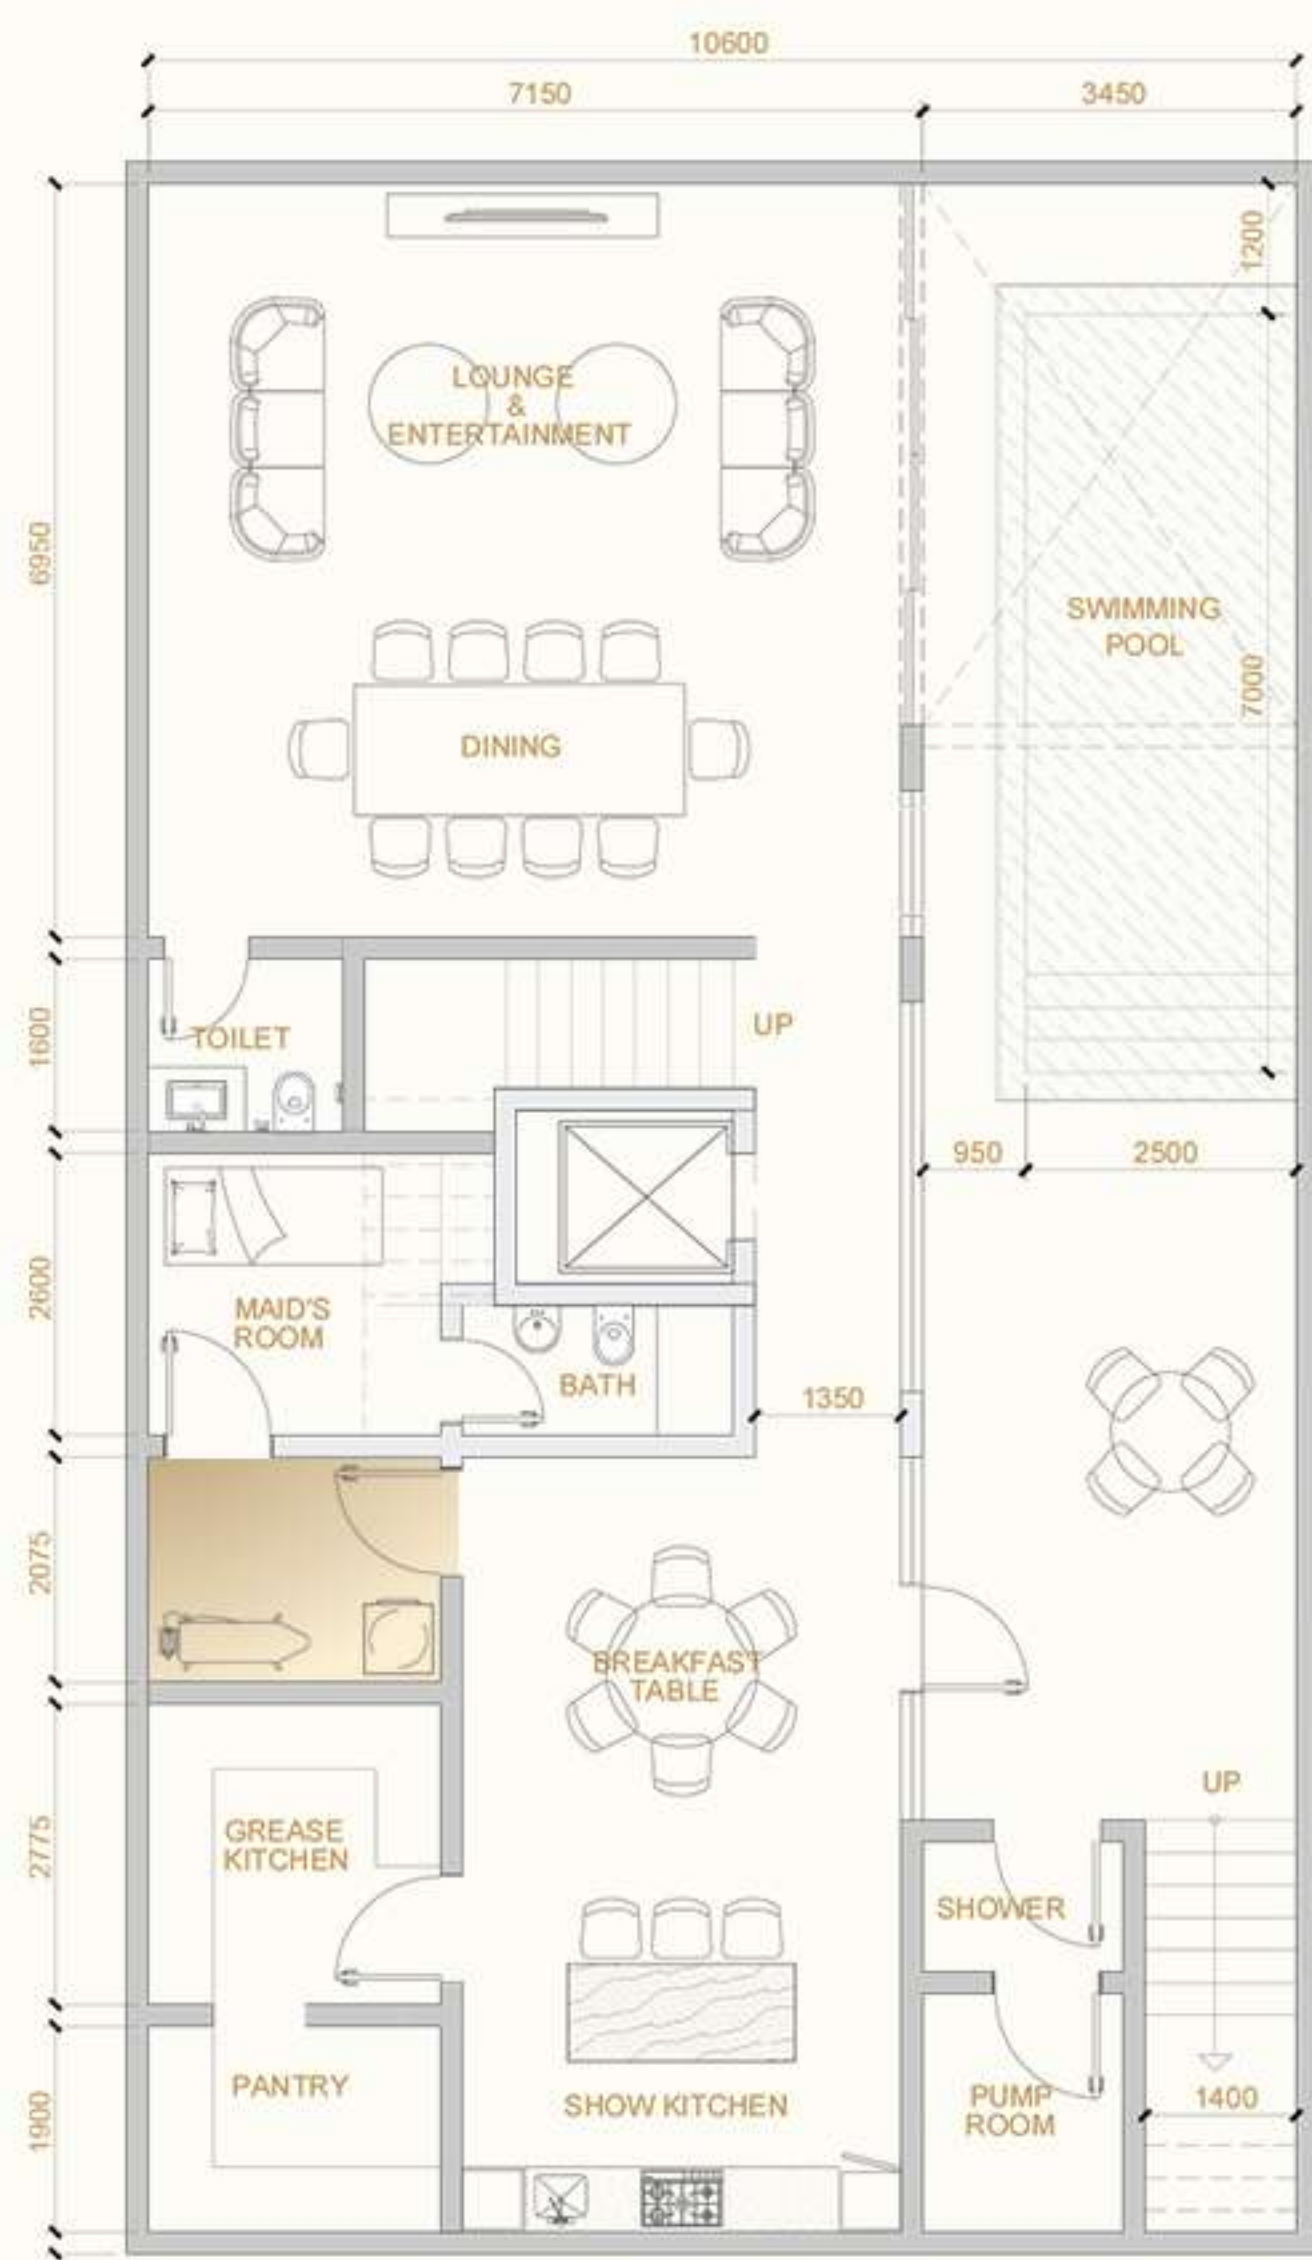 10600
7150
3450
1200
LOUNGE
&
ENTERTAINMENT
6950
SWIMMING
POOL
7000
DINING
1600
TOILET
UP
950
2500
2600
MAID'S
ROOM
BATH
1350
2075
BREAKFAST
TABLE
UP
2775
GREASE
KITCHEN
SHOWER
PANTRY
SHOW KITCHEN
PUMP
ROOM
1400
1900